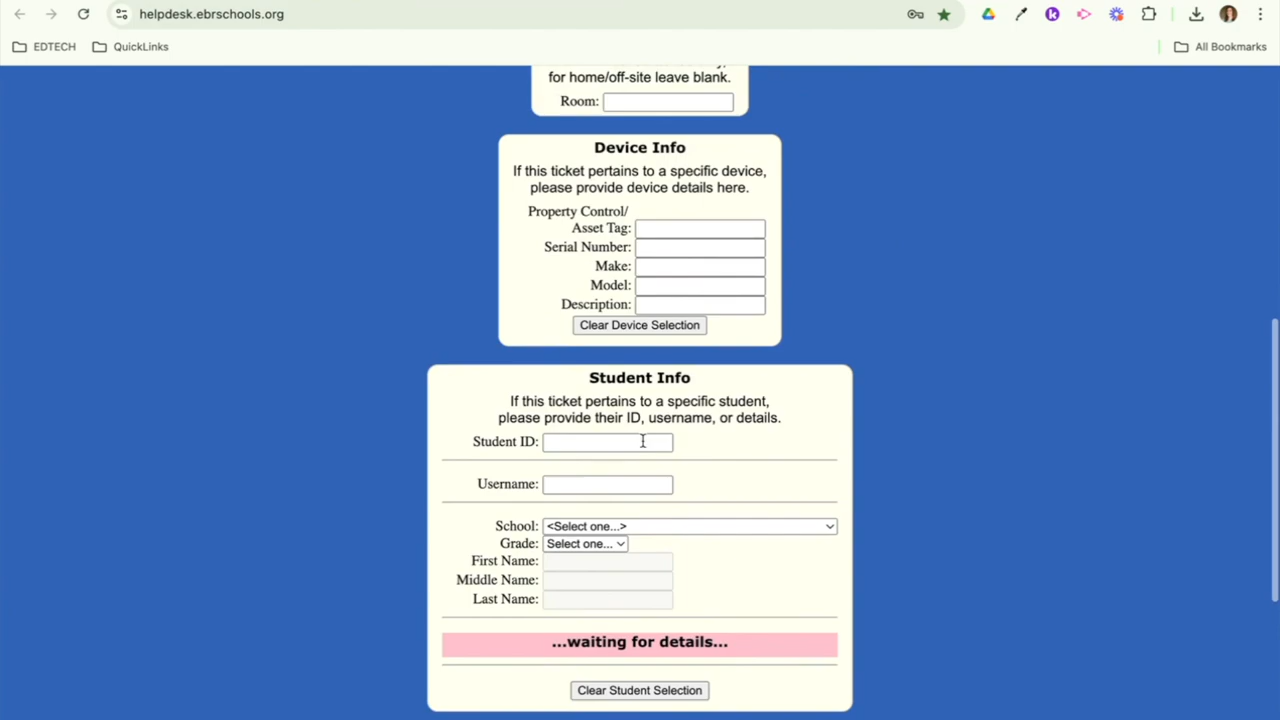 helpdesk.ebrschools.org
EDTECH
QuickLinks
All Bookmarks
for home/off-site leave blank.
Room:
Device Info
If this ticket pertains to a specific device,
please provide device details here.
Property Control/
Asset Tag:
Serial Number:
Make:
Model:
Description:
Clear Device Selection
Student Info
If this ticket pertains to a specific student,
please provide their ID, username, or details.
Student ID:
Username:
School: <Select one...>
Grade: Select one...
First Name:
Middle Name:
Last Name:
...waiting for details...
Clear Student Selection